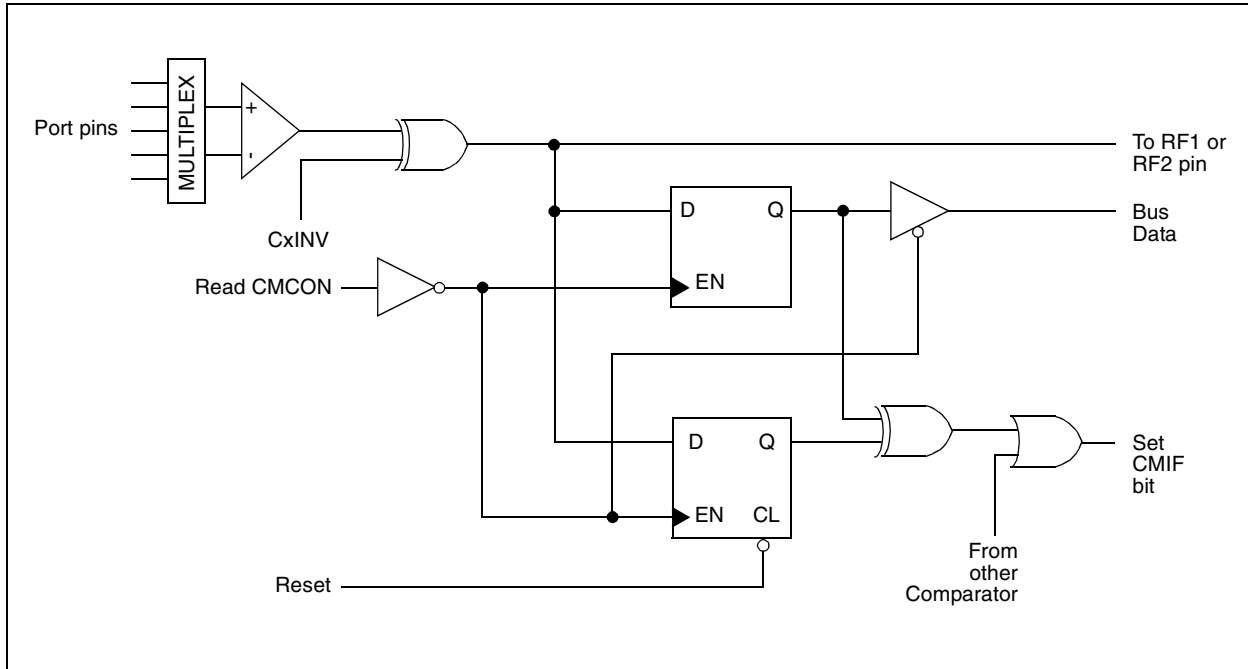 MULTIPLEX
Port pins
+
-
CxINV
To RF1 or
RF2 pin
D
Q
EN
Bus
Data
Read CMCON
D
Q
EN
CL
Set
CMIF
bit
From
other
Comparator
Reset